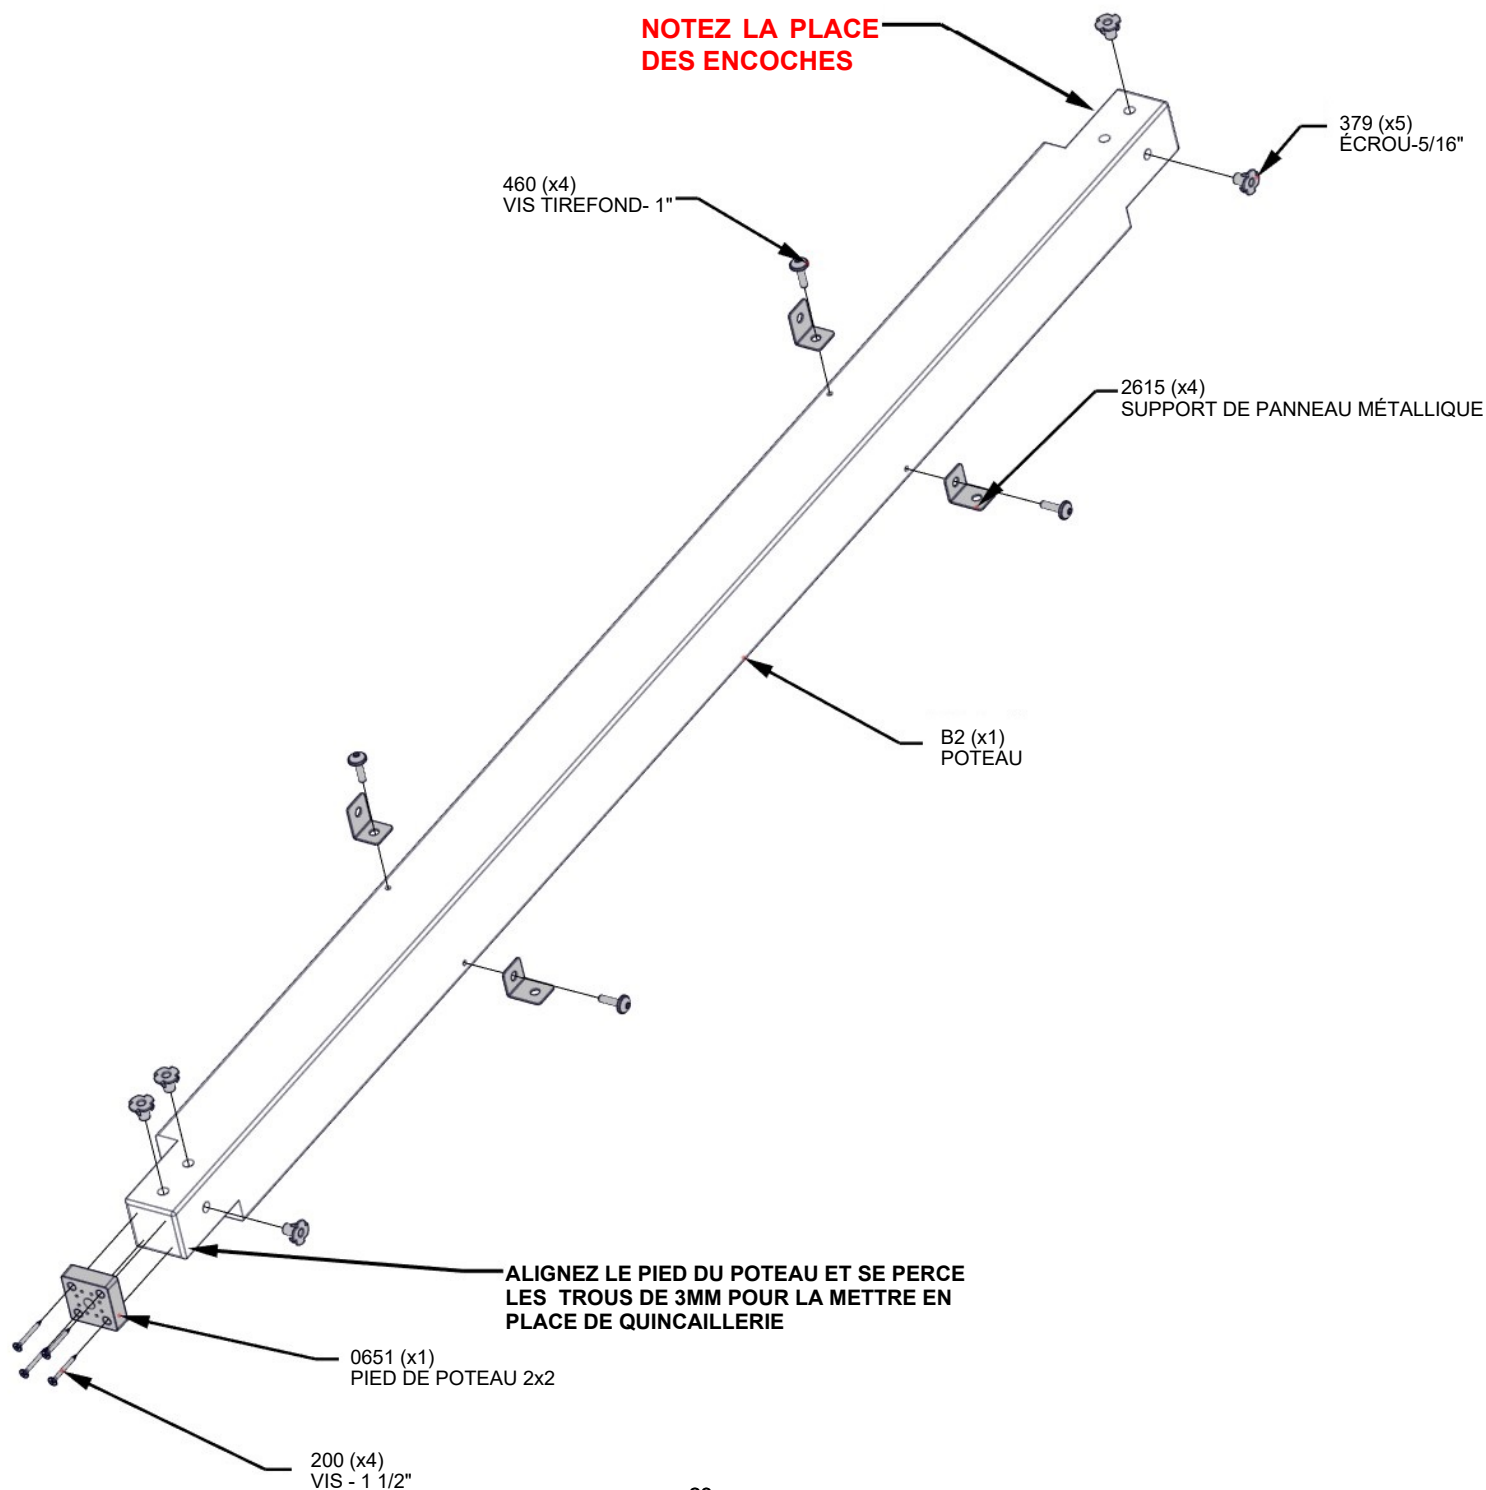 NOTEZ LA PLACE
DES ENCOCHES
379 (x5)
ÉCROU-5/16"
460 (x4)
VIS TIREFOND- 1"
2615 (x4)
SUPPORT DE PANNEAU MÉTALLIQUE
B2 (x1)
POTEAU
ALIGNEZ LE PIED DU POTEAU ET SE PERCE
LES TROUS DE 3MM POUR LA METTRE EN
PLACE DE QUINCAILLERIE
0651 (x1)
PIED DE POTEAU 2x2
200 (x4)
VIS - 1 1/2"